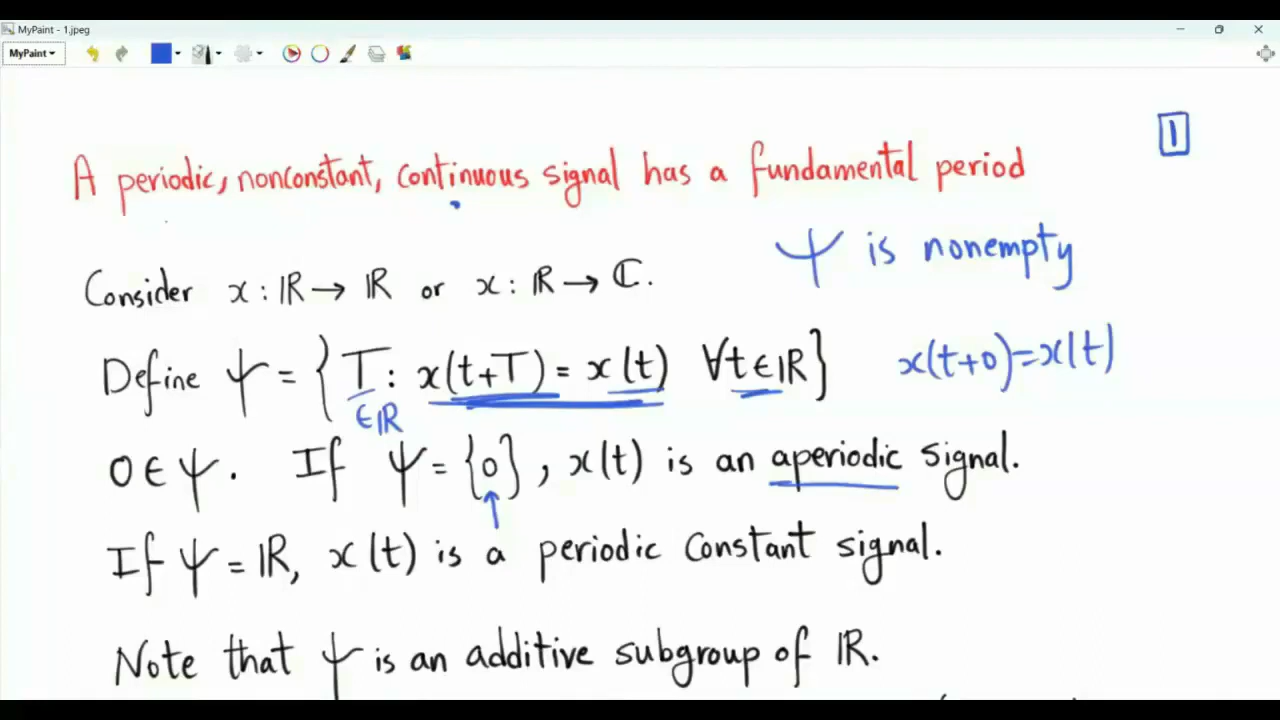 MyPaint - 1.jpeg
MyPaint
1
A periodic, nonconstant, continuous signal has a fundamental period
Ψ is nonempty
Consider x : ℝ → ℝ or x : ℝ → ℂ.
Define Ψ = { T : x(t+T) = x(t) ∀t∈ℝ }
∈ℝ
x(t+0)=x(t)
0 ∈ Ψ. If Ψ = {0}, x(t) is an aperiodic signal.
If Ψ = ℝ, x(t) is a periodic constant signal.
Note that Ψ is an additive subgroup of ℝ.